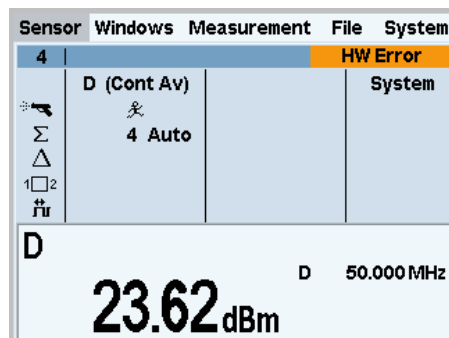 Sensor Windows Measurement File System
4 HW Error
D (Cont Av) System
Σ 4 Auto
Δ
1 2
D
D 50.000 MHz
23.62 dBm